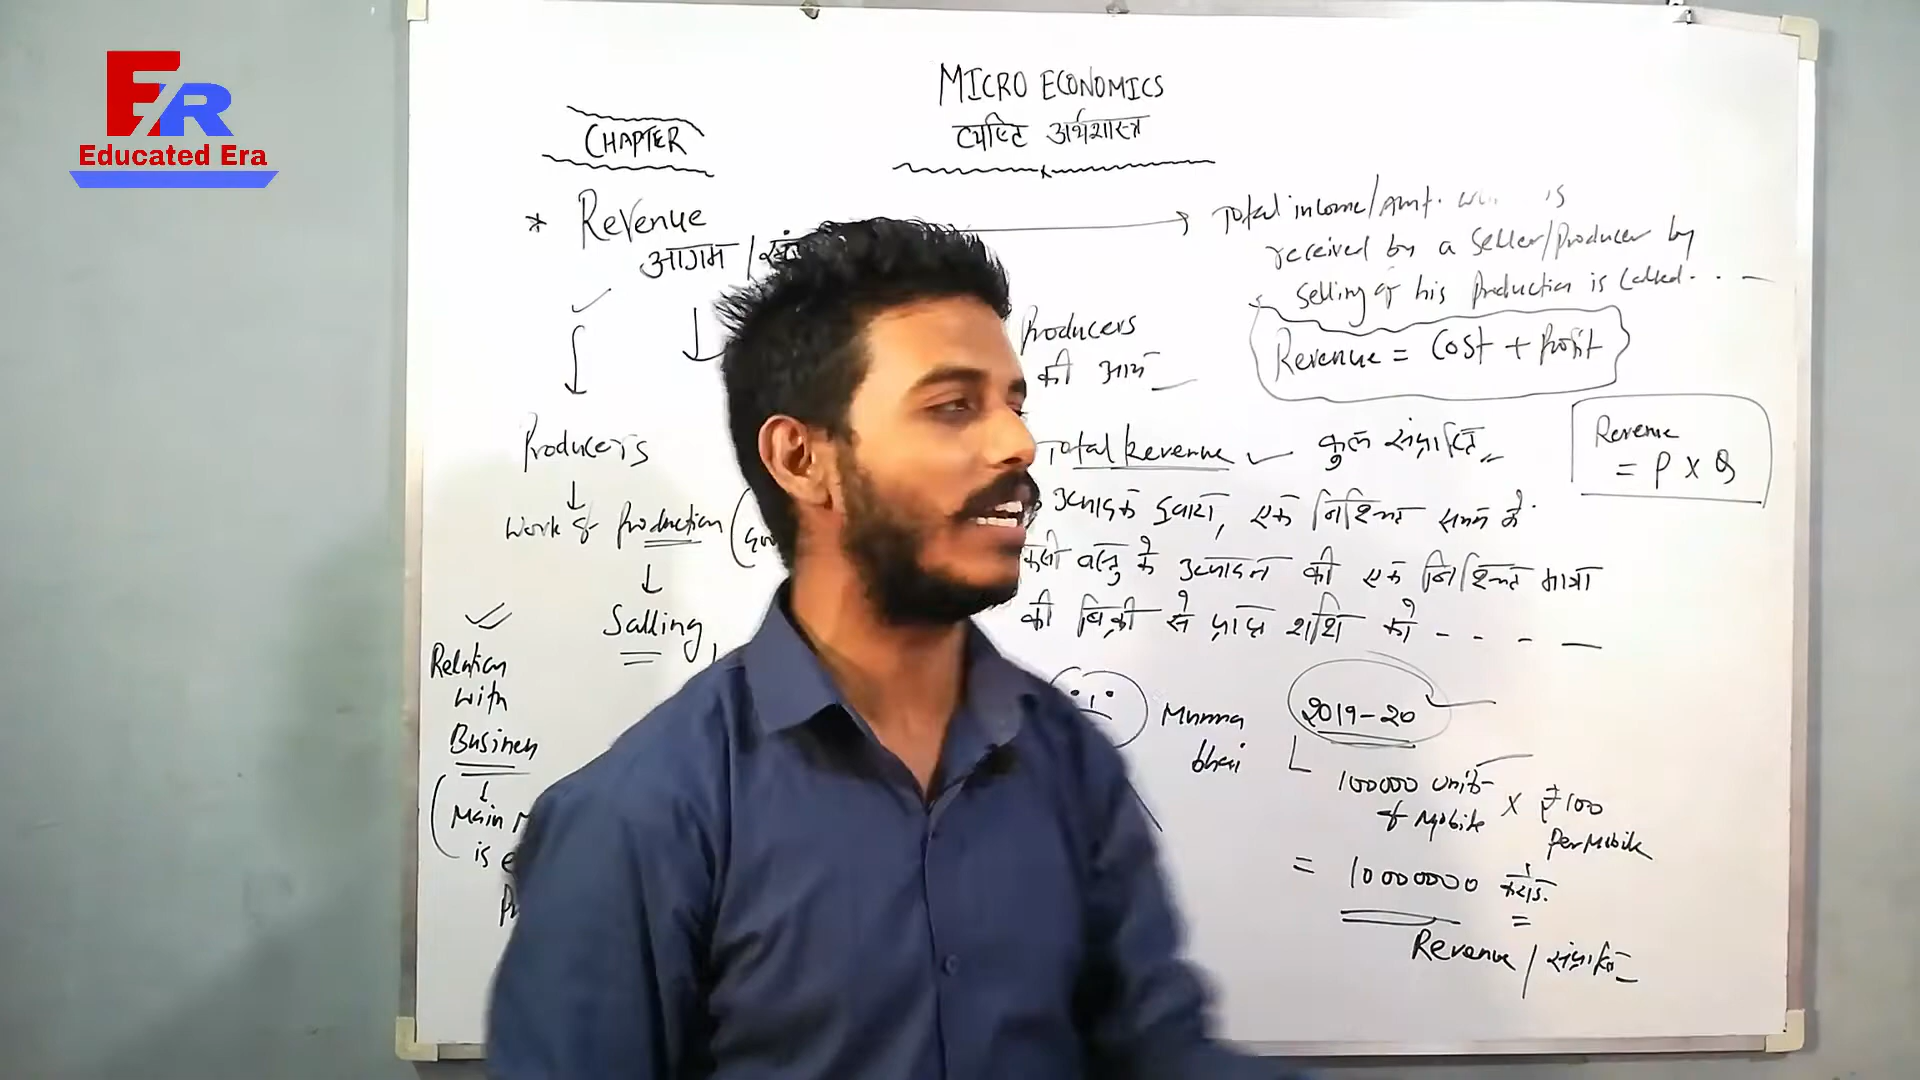 ER
Educated Era
MICRO ECONOMICS
व्यष्टि अर्थशास्त्र
CHAPTER
* Revenue
आगम /
Total income/Amt. is
received by a Seller/Producer by
Selling of his Production is Called. . . —
Revenue = Cost + Profit
Producers
की आय
Producers
Work of Production
Salling,
Relation
with
Business
Main
is
Total Revenue
कुल संप्राप्ति
Revenue
= P X Q
उत्पादक द्वारा, एक निश्चित समय में
वस्तु के उत्पादन की एक निश्चित मात्रा
की बिक्री से प्राप्त राशि को - - - —
Munna
bhai
2019-20
100000 Units
of Mobile X ₹100
Per Mobile
= 10000000
=
Revenue / संप्राप्ति